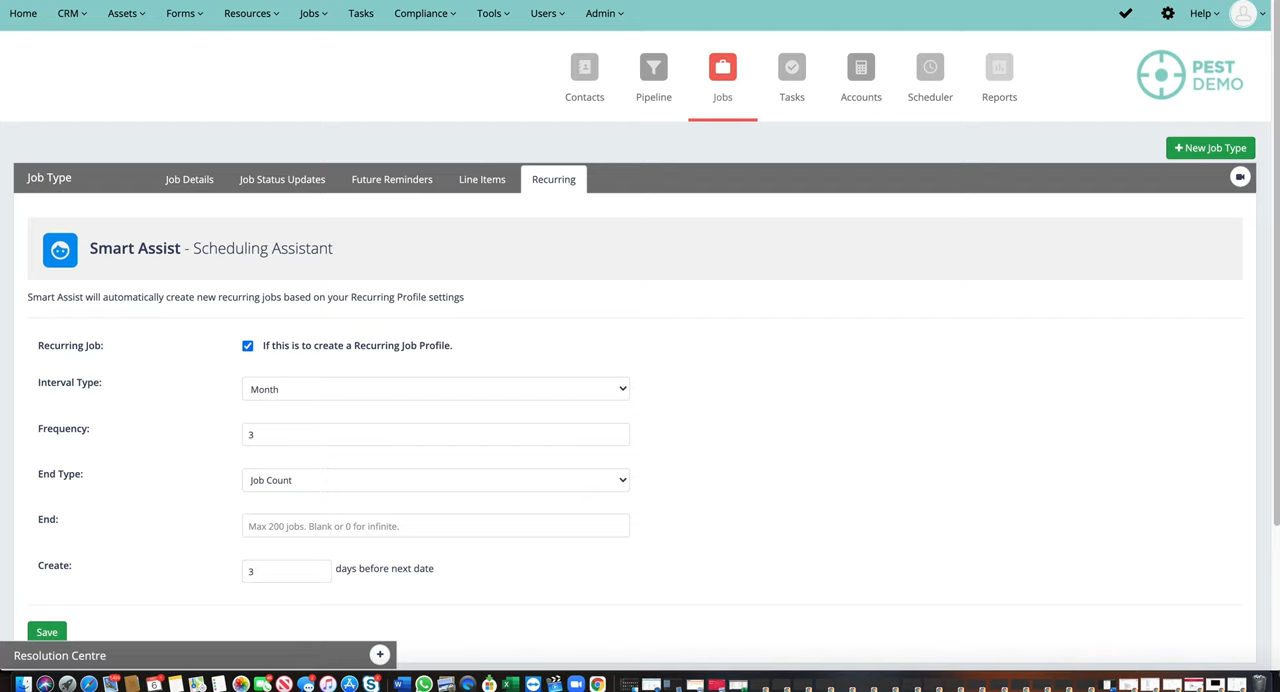 Home CRM Assets Forms Resources Jobs Tasks Compliance Tools Users Admin Help
Contacts Pipeline Jobs Tasks Accounts Scheduler Reports
PEST
DEMO
+ New Job Type
Job Type Job Details Job Status Updates Future Reminders Line Items Recurring
Smart Assist - Scheduling Assistant
Smart Assist will automatically create new recurring jobs based on your Recurring Profile settings
Recurring Job: If this is to create a Recurring Job Profile.
Interval Type: Month
Frequency: 3
End Type: Job Count
End: Max 200 jobs. Blank or 0 for infinite.
Create: 3 days before next date
Save
Resolution Centre +